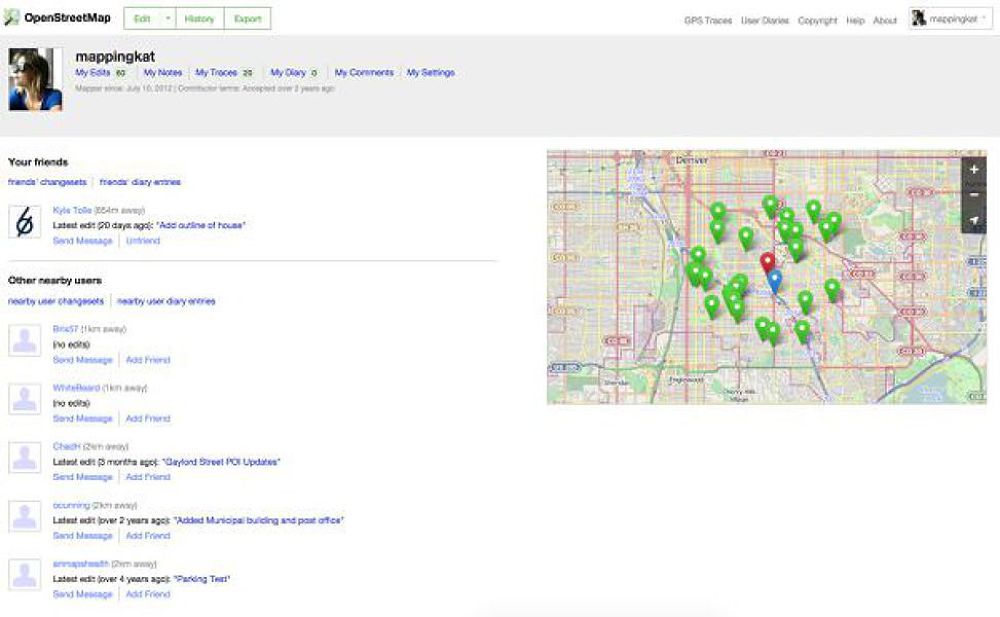 OpenStreetMap Edit History Export GPS Traces User Diaries Copyright Help About mappingkat
mappingkat
My Edits 60 My Notes My Traces 20 My Diary 0 My Comments My Settings
Mapper since: July 10, 2012 | Contributor terms: Accepted over 2 years ago
Your friends
friends' changesets friends' diary entries
Kyle Tolle (654m away)
Latest edit (20 days ago): "Add outline of house"
Send Message Unfriend
Other nearby users
nearby user changesets nearby user diary entries
Brix57 (1km away)
(no edits)
Send Message Add Friend
WhiteBeard (1km away)
(no edits)
Send Message Add Friend
ChadH (2km away)
Latest edit (3 months ago): "Gaylord Street POI Updates"
Send Message Add Friend
ocunning (2km away)
Latest edit (over 2 years ago): "Added Municipal building and post office"
Send Message Add Friend
(2km away)
Latest edit (over 4 years ago): "Parking Test"
Send Message Add Friend
Denver
+
−
Sheridan
Englewood
Cherry Hills
Village